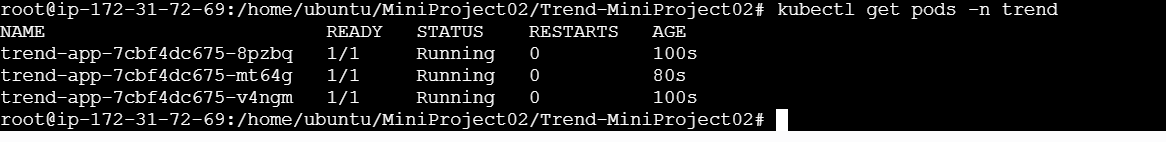 root@ip-172-31-72-69:/home/ubuntu/MiniProject02/Trend-MiniProject02# kubectl get pods -n trend
NAME                         READY   STATUS    RESTARTS   AGE
trend-app-7cbf4dc675-8pzbq   1/1     Running   0          100s
trend-app-7cbf4dc675-mt64g   1/1     Running   0          80s
trend-app-7cbf4dc675-v4ngm   1/1     Running   0          100s
root@ip-172-31-72-69:/home/ubuntu/MiniProject02/Trend-MiniProject02#